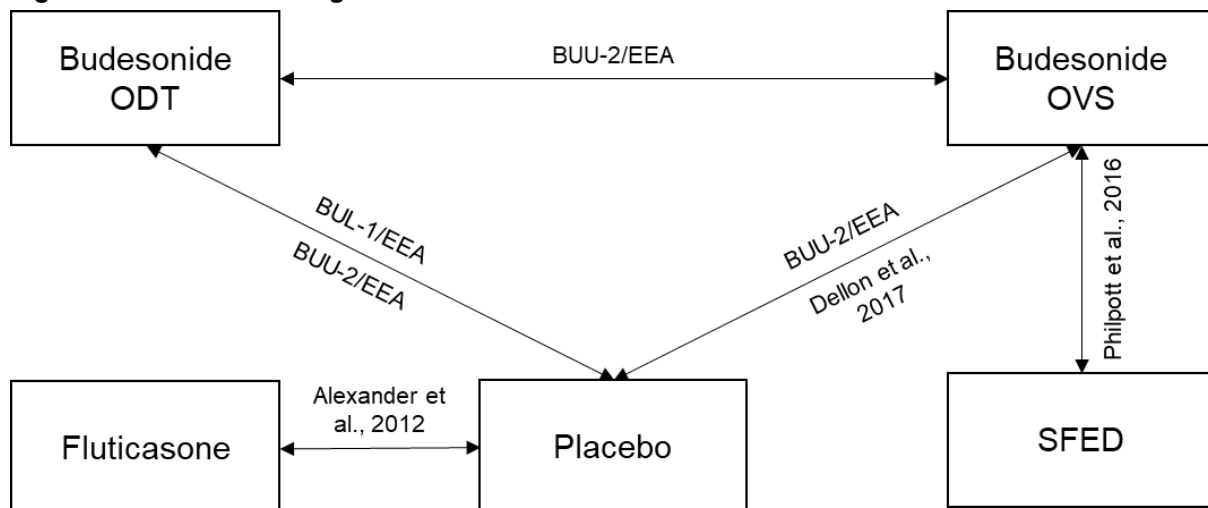 Budesonide
ODT
BUU-2/EEA
Budesonide
OVS
BUL-1/EEA
BUU-2/EEA
BUU-2/EEA
Dellon et al.,
2017
Philpott et al., 2016
Fluticasone
Alexander et
al., 2012
Placebo
SFED